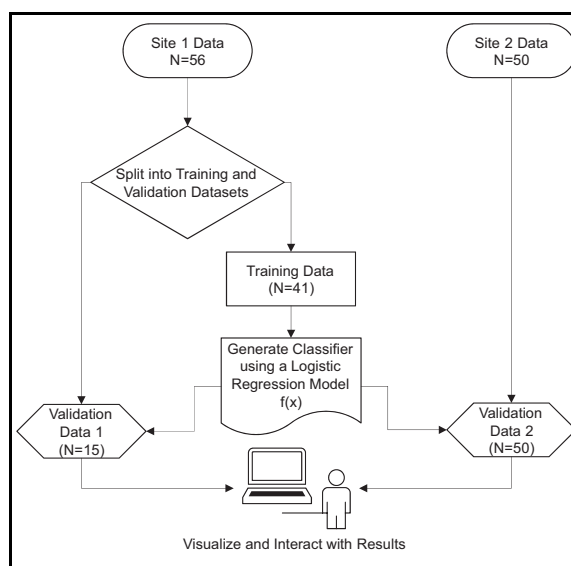 Site 1 Data
N=56
Site 2 Data
N=50
Split into Training and
Validation Datasets
Training Data
(N=41)
Generate Classifier
using a Logistic
Regression Model
f(x)
Validation
Data 1
(N=15)
Validation
Data 2
(N=50)
Visualize and Interact with Results